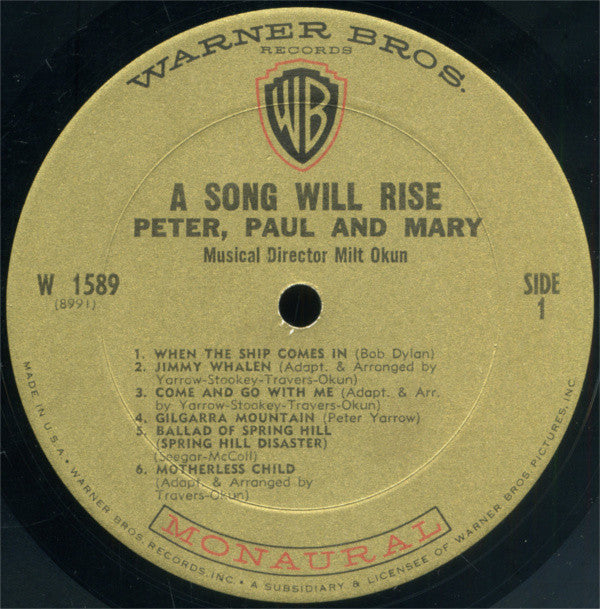 WARNER BROS.
RECORDS
WB
A SONG WILL RISE
PETER, PAUL AND MARY
Musical Director Milt Okun
W 1589
(8991)
SIDE
1
1. WHEN THE SHIP COMES IN (Bob Dylan)
2. JIMMY WHALEN (Adapt. & Arranged by
Yarrow-Stookey-Travers-Okun)
3. COME AND GO WITH ME (Adapt. & Arr.
by Yarrow-Stookey-Travers-Okun)
4. GILGARRA MOUNTAIN (Peter Yarrow)
5. BALLAD OF SPRING HILL
(SPRING HILL DISASTER)
(Seegar-McColl)
6. MOTHERLESS CHILD
(Adapt. & Arranged by
Travers-Okun)
MONAURAL
MADE IN U.S.A. • WARNER BROS. RECORDS, INC. • A SUBSIDIARY & LICENSEE OF WARNER BROS. PICTURES, INC.